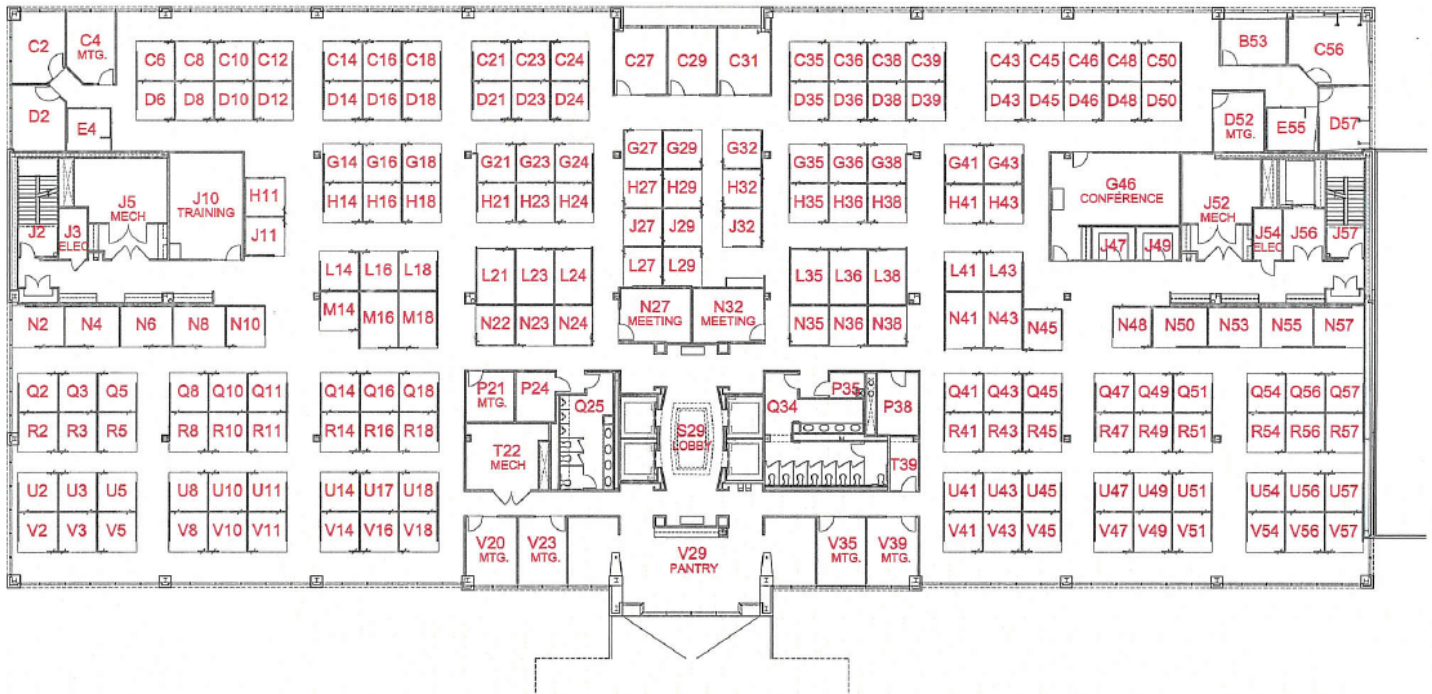 C2 C4 B53 C56
MTG.
C6 C8 C10 C12 C14 C16 C18 C21 C23 C24 C27 C29 C31 C35 C36 C38 C39 C43 C45 C46 C48 C50
D6 D8 D10 D12 D14 D16 D18 D21 D23 D24 D35 D36 D38 D39 D43 D45 D46 D48 D50
D2 E4 D52 E55 D57
MTG.
G27 G29 G32
G14 G16 G18 G21 G23 G24 G35 G36 G38 G41 G43
H27 H29 H32
H14 H16 H18 H21 H23 H24 H35 H36 H38 H41 H43
J5 J10 H11 G46 J52
MECH TRAINING CONFERENCE MECH
J2 J3 J11 J27 J29 J32 J47 J49 J54 J56 J57
ELEC ELEC
L14 L16 L18 L21 L23 L24 L27 L29 L35 L36 L38 L41 L43
M14 M16 M18 N27 N32
MEETING MEETING
N2 N4 N6 N8 N10 N22 N23 N24 N35 N36 N38 N41 N43 N45 N48 N50 N53 N55 N57
Q2 Q3 Q5 Q8 Q10 Q11 Q14 Q16 Q18 P21 P24 P35 P38 Q41 Q43 Q45 Q47 Q49 Q51 Q54 Q56 Q57
MTG.
Q25 Q34
R2 R3 R5 R8 R10 R11 R14 R16 R18 S29 R41 R43 R45 R47 R49 R51 R54 R56 R57
LOBBY
T22 T39
MECH
U2 U3 U5 U8 U10 U11 U14 U17 U18 U41 U43 U45 U47 U49 U51 U54 U56 U57
V2 V3 V5 V8 V10 V11 V14 V16 V18 V41 V43 V45 V47 V49 V51 V54 V56 V57
V20 V23 V29 V35 V39
MTG. MTG. PANTRY MTG. MTG.